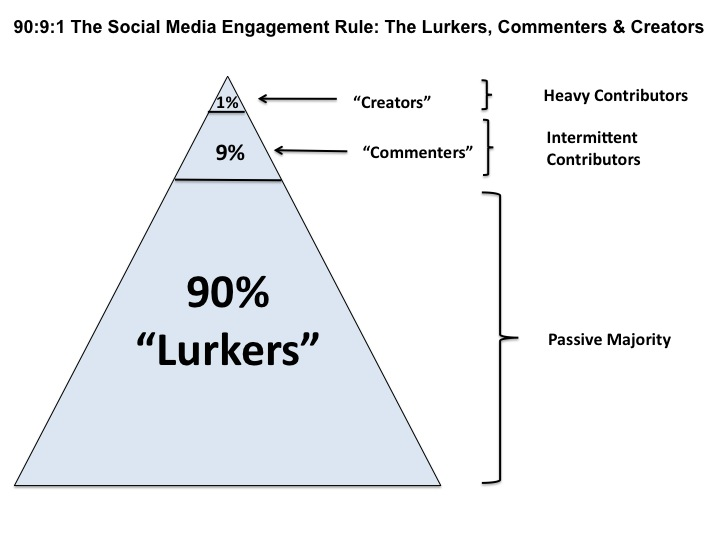 90:9:1 The Social Media Engagement Rule: The Lurkers, Commenters & Creators
1%
“Creators”
Heavy Contributors
9%
“Commenters”
Intermittent
Contributors
90%
“Lurkers”
Passive Majority